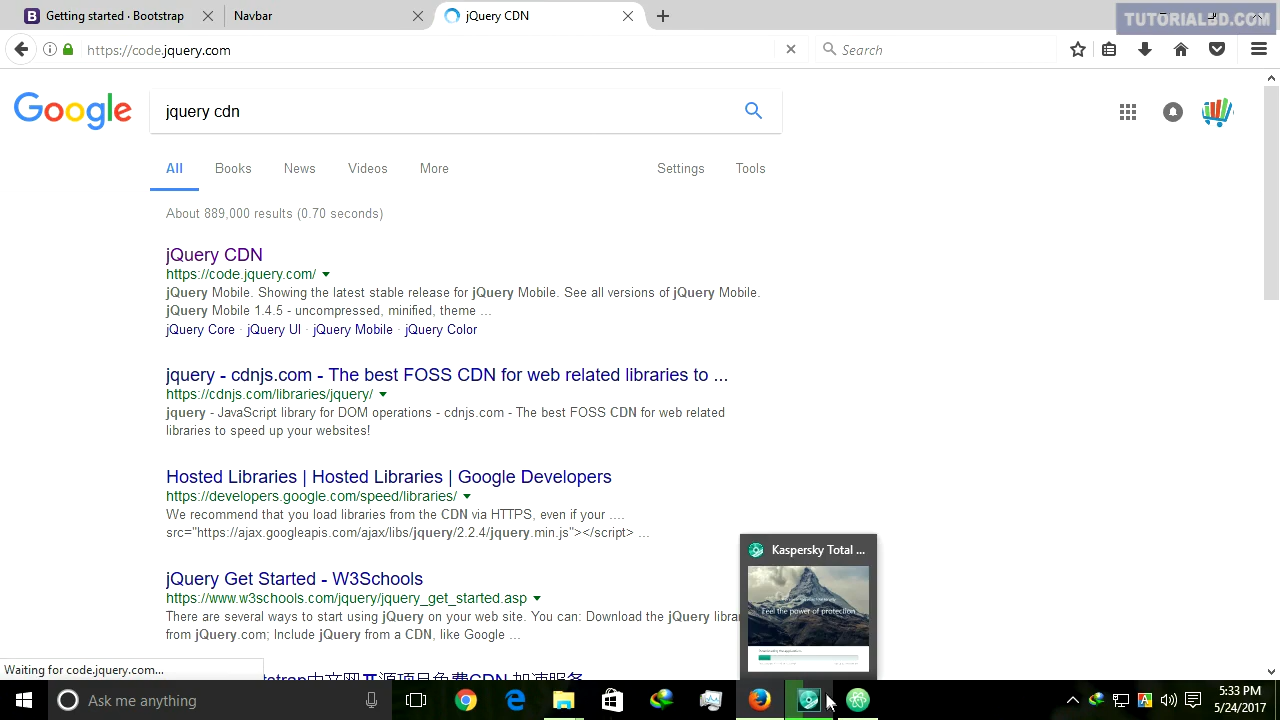 Getting started · Bootstrap
Navbar
jQuery CDN
TUTORIALBD.COM
https://code.jquery.com
Search
Google
jquery cdn
All
Books
News
Videos
More
Settings
Tools
About 889,000 results (0.70 seconds)
jQuery CDN
https://code.jquery.com/
jQuery Mobile. Showing the latest stable release for jQuery Mobile. See all versions of jQuery Mobile.
jQuery Mobile 1.4.5 - uncompressed, minified, theme ...
jQuery Core · jQuery UI · jQuery Mobile · jQuery Color
jquery - cdnjs.com - The best FOSS CDN for web related libraries to ...
https://cdnjs.com/libraries/jquery/
jquery - JavaScript library for DOM operations - cdnjs.com - The best FOSS CDN for web related
libraries to speed up your websites!
Hosted Libraries | Hosted Libraries | Google Developers
https://developers.google.com/speed/libraries/
We recommend that you load libraries from the CDN via HTTPS, even if your ....
src="https://ajax.googleapis.com/ajax/libs/jquery/2.2.4/jquery.min.js"></script> ...
Kaspersky Total ...
Feel the power of protection
jQuery Get Started - W3Schools
https://www.w3schools.com/jquery/jquery_get_started.asp
There are several ways to start using jQuery on your web site. You can: Download the jQuery
from jQuery.com; Include jQuery from a CDN, like Google ...
Waiting for
CDN
Ask me anything
5:33 PM
5/24/2017